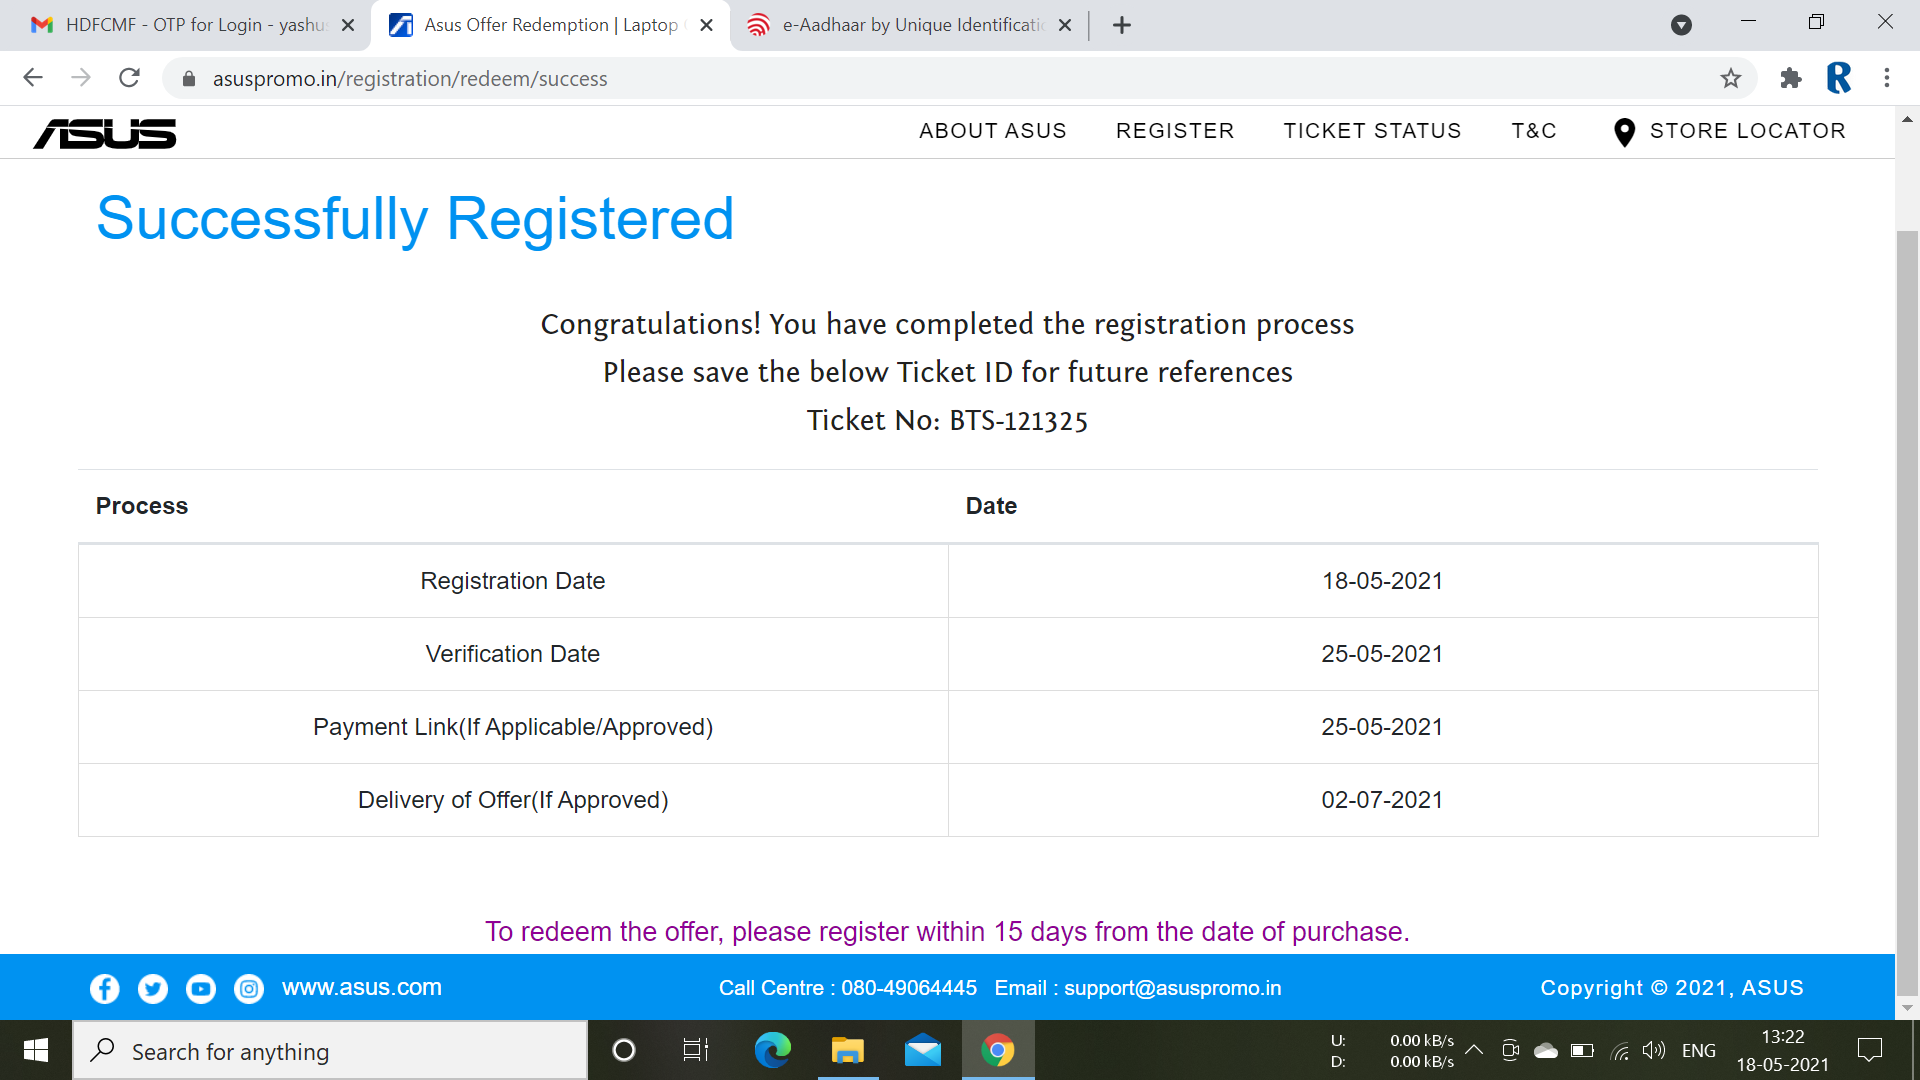 HDFCMF - OTP for Login - yashus
Asus Offer Redemption | Laptop
e-Aadhaar by Unique Identificatio
asuspromo.in/registration/redeem/success
ASUS
ABOUT ASUS REGISTER TICKET STATUS T&C STORE LOCATOR
Successfully Registered
Congratulations! You have completed the registration process
Please save the below Ticket ID for future references
Ticket No: BTS-121325
Process Date
Registration Date 18-05-2021
Verification Date 25-05-2021
Payment Link(If Applicable/Approved) 25-05-2021
Delivery of Offer(If Approved) 02-07-2021
To redeem the offer, please register within 15 days from the date of purchase.
www.asus.com Call Centre : 080-49064445 Email : support@asuspromo.in Copyright © 2021, ASUS
Search for anything
U: 0.00 kB/s
D: 0.00 kB/s
ENG
13:22
18-05-2021